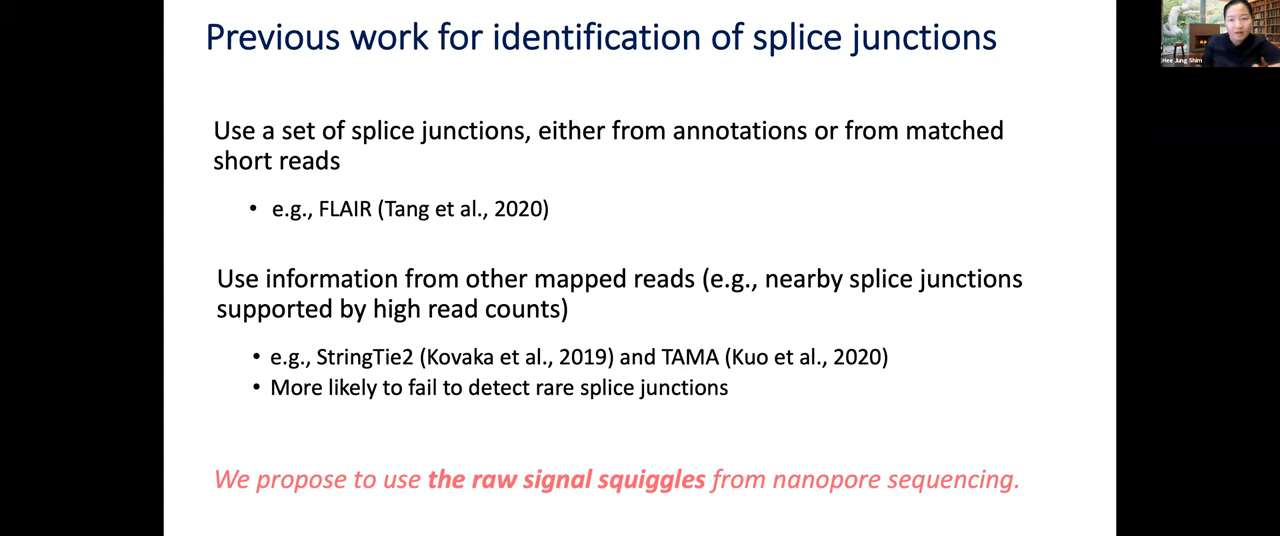 Previous work for identification of splice junctions
Hee Jung Shim
Use a set of splice junctions, either from annotations or from matched
short reads
• e.g., FLAIR (Tang et al., 2020)
Use information from other mapped reads (e.g., nearby splice junctions
supported by high read counts)
• e.g., StringTie2 (Kovaka et al., 2019) and TAMA (Kuo et al., 2020)
• More likely to fail to detect rare splice junctions
We propose to use the raw signal squiggles from nanopore sequencing.